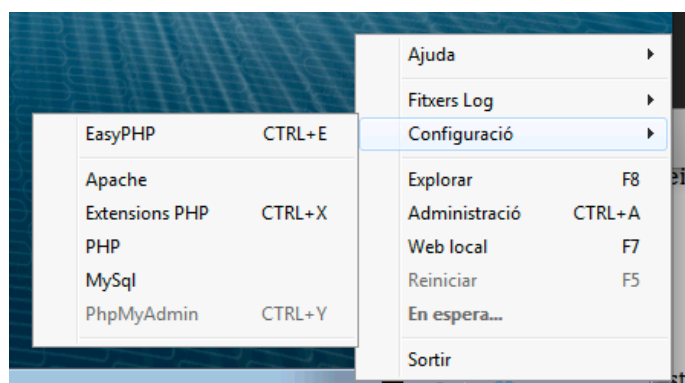 Ajuda
Fitxers Log
Configuració
EasyPHP CTRL+E
Apache
Extensions PHP CTRL+X
PHP
MySql
PhpMyAdmin CTRL+Y
Explorar F8
Administració CTRL+A
Web local F7
Reiniciar F5
En espera...
Sortir